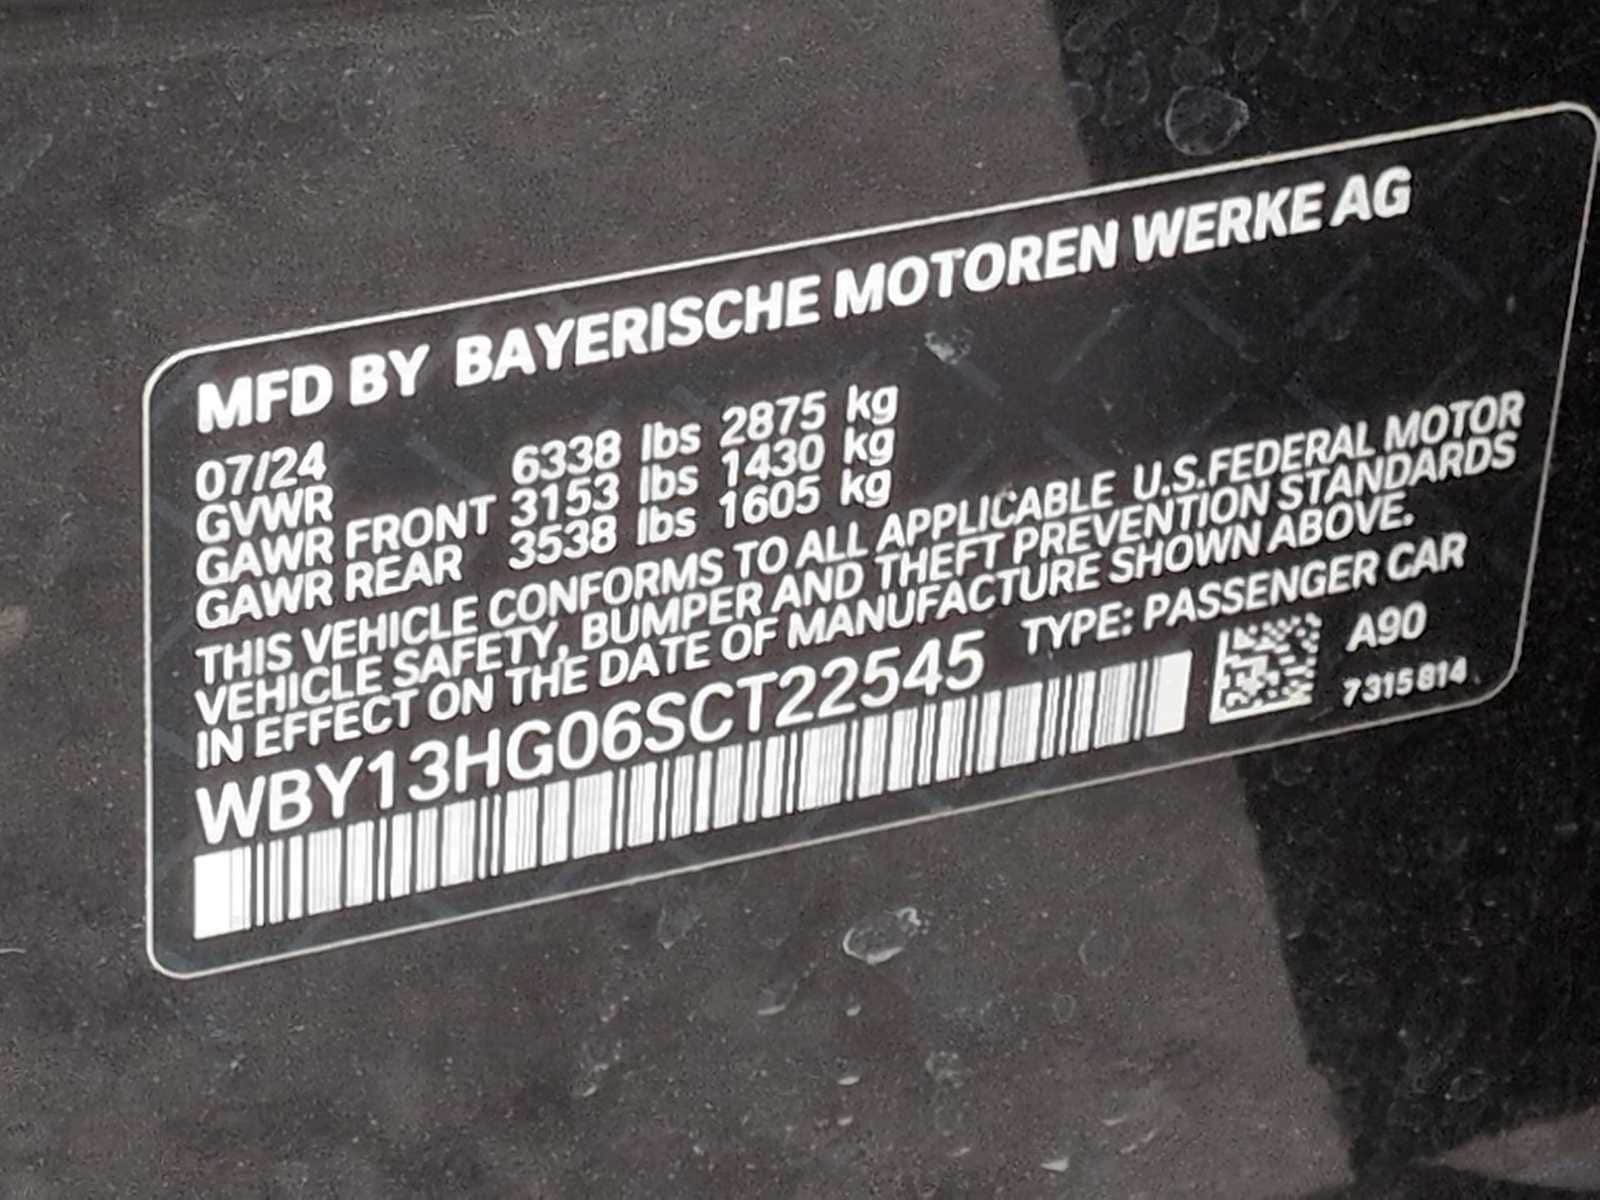 MFD BY BAYERISCHE MOTOREN WERKE AG
07/24
GVWR 6338 lbs 2875 kg
GAWR FRONT 3153 lbs 1430 kg
GAWR REAR 3538 lbs 1605 kg
THIS VEHICLE CONFORMS TO ALL APPLICABLE U.S.FEDERAL MOTOR
VEHICLE SAFETY, BUMPER AND THEFT PREVENTION STANDARDS
IN EFFECT ON THE DATE OF MANUFACTURE SHOWN ABOVE.
WBY13HG06SCT22545 TYPE: PASSENGER CAR
A90
7315814